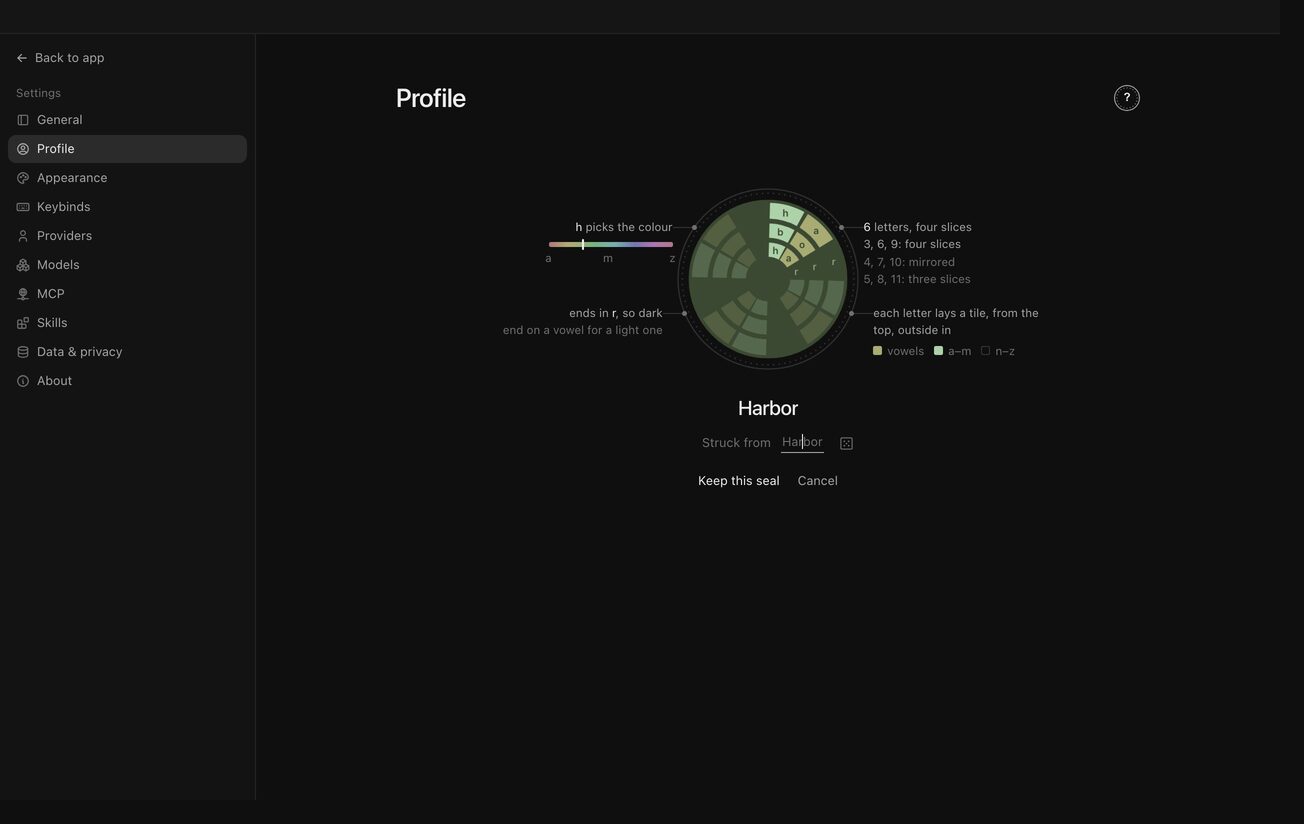 Back to app
Settings
General
Profile
Appearance
Keybinds
Providers
Models
MCP
Skills
Data & privacy
About
Profile
?
h picks the colour
a m z
ends in r, so dark
end on a vowel for a light one
h
a
r
b
o
r
h
a
r
6 letters, four slices
3, 6, 9: four slices
4, 7, 10: mirrored
5, 8, 11: three slices
each letter lays a tile, from the
top, outside in
vowels a–m n–z
Harbor
Struck from Harbor
Keep this seal Cancel